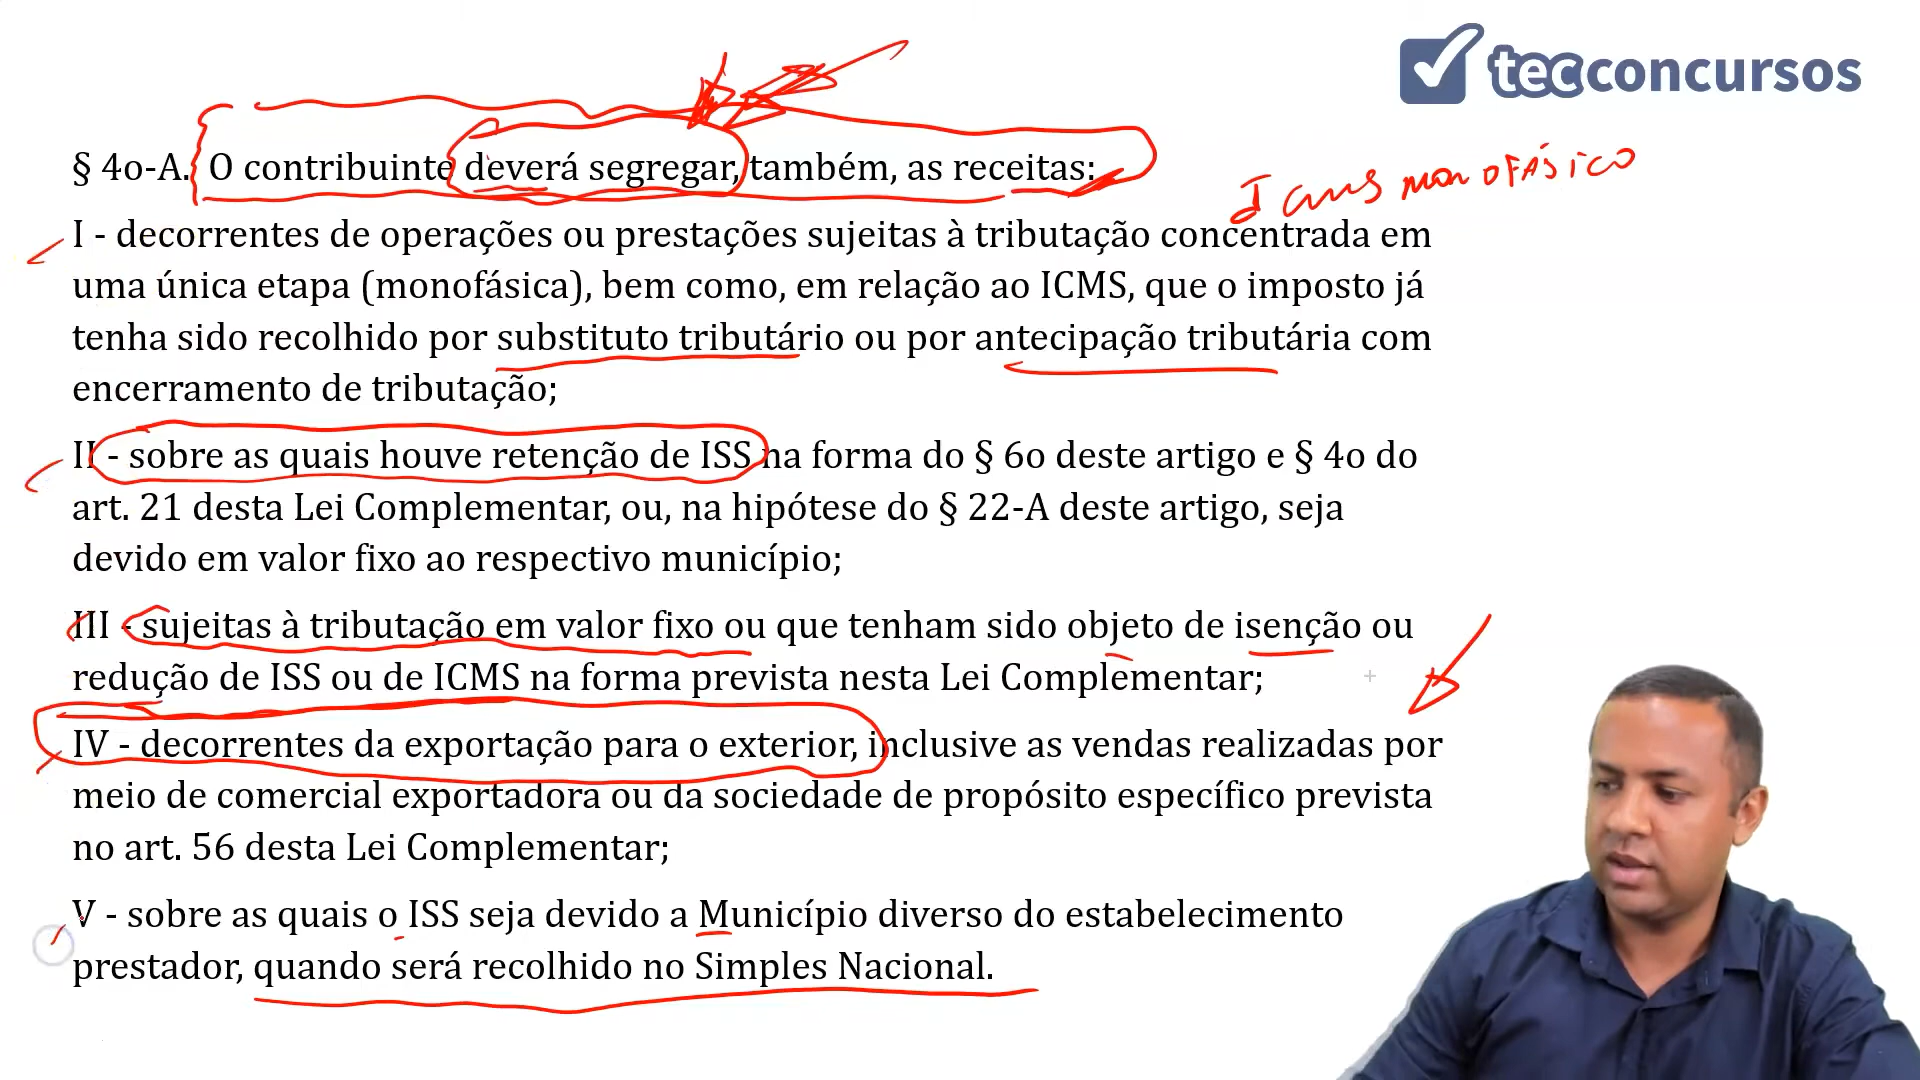 tecconcursos
§ 4o-A. O contribuinte deverá segregar, também, as receitas:
Icms monofásico
I - decorrentes de operações ou prestações sujeitas à tributação concentrada em
uma única etapa (monofásica), bem como, em relação ao ICMS, que o imposto já
tenha sido recolhido por substituto tributário ou por antecipação tributária com
encerramento de tributação;
II - sobre as quais houve retenção de ISS na forma do § 6o deste artigo e § 4o do
art. 21 desta Lei Complementar, ou, na hipótese do § 22-A deste artigo, seja
devido em valor fixo ao respectivo município;
III - sujeitas à tributação em valor fixo ou que tenham sido objeto de isenção ou
redução de ISS ou de ICMS na forma prevista nesta Lei Complementar;
IV - decorrentes da exportação para o exterior, inclusive as vendas realizadas por
meio de comercial exportadora ou da sociedade de propósito específico prevista
no art. 56 desta Lei Complementar;
V - sobre as quais o ISS seja devido a Município diverso do estabelecimento
prestador, quando será recolhido no Simples Nacional.